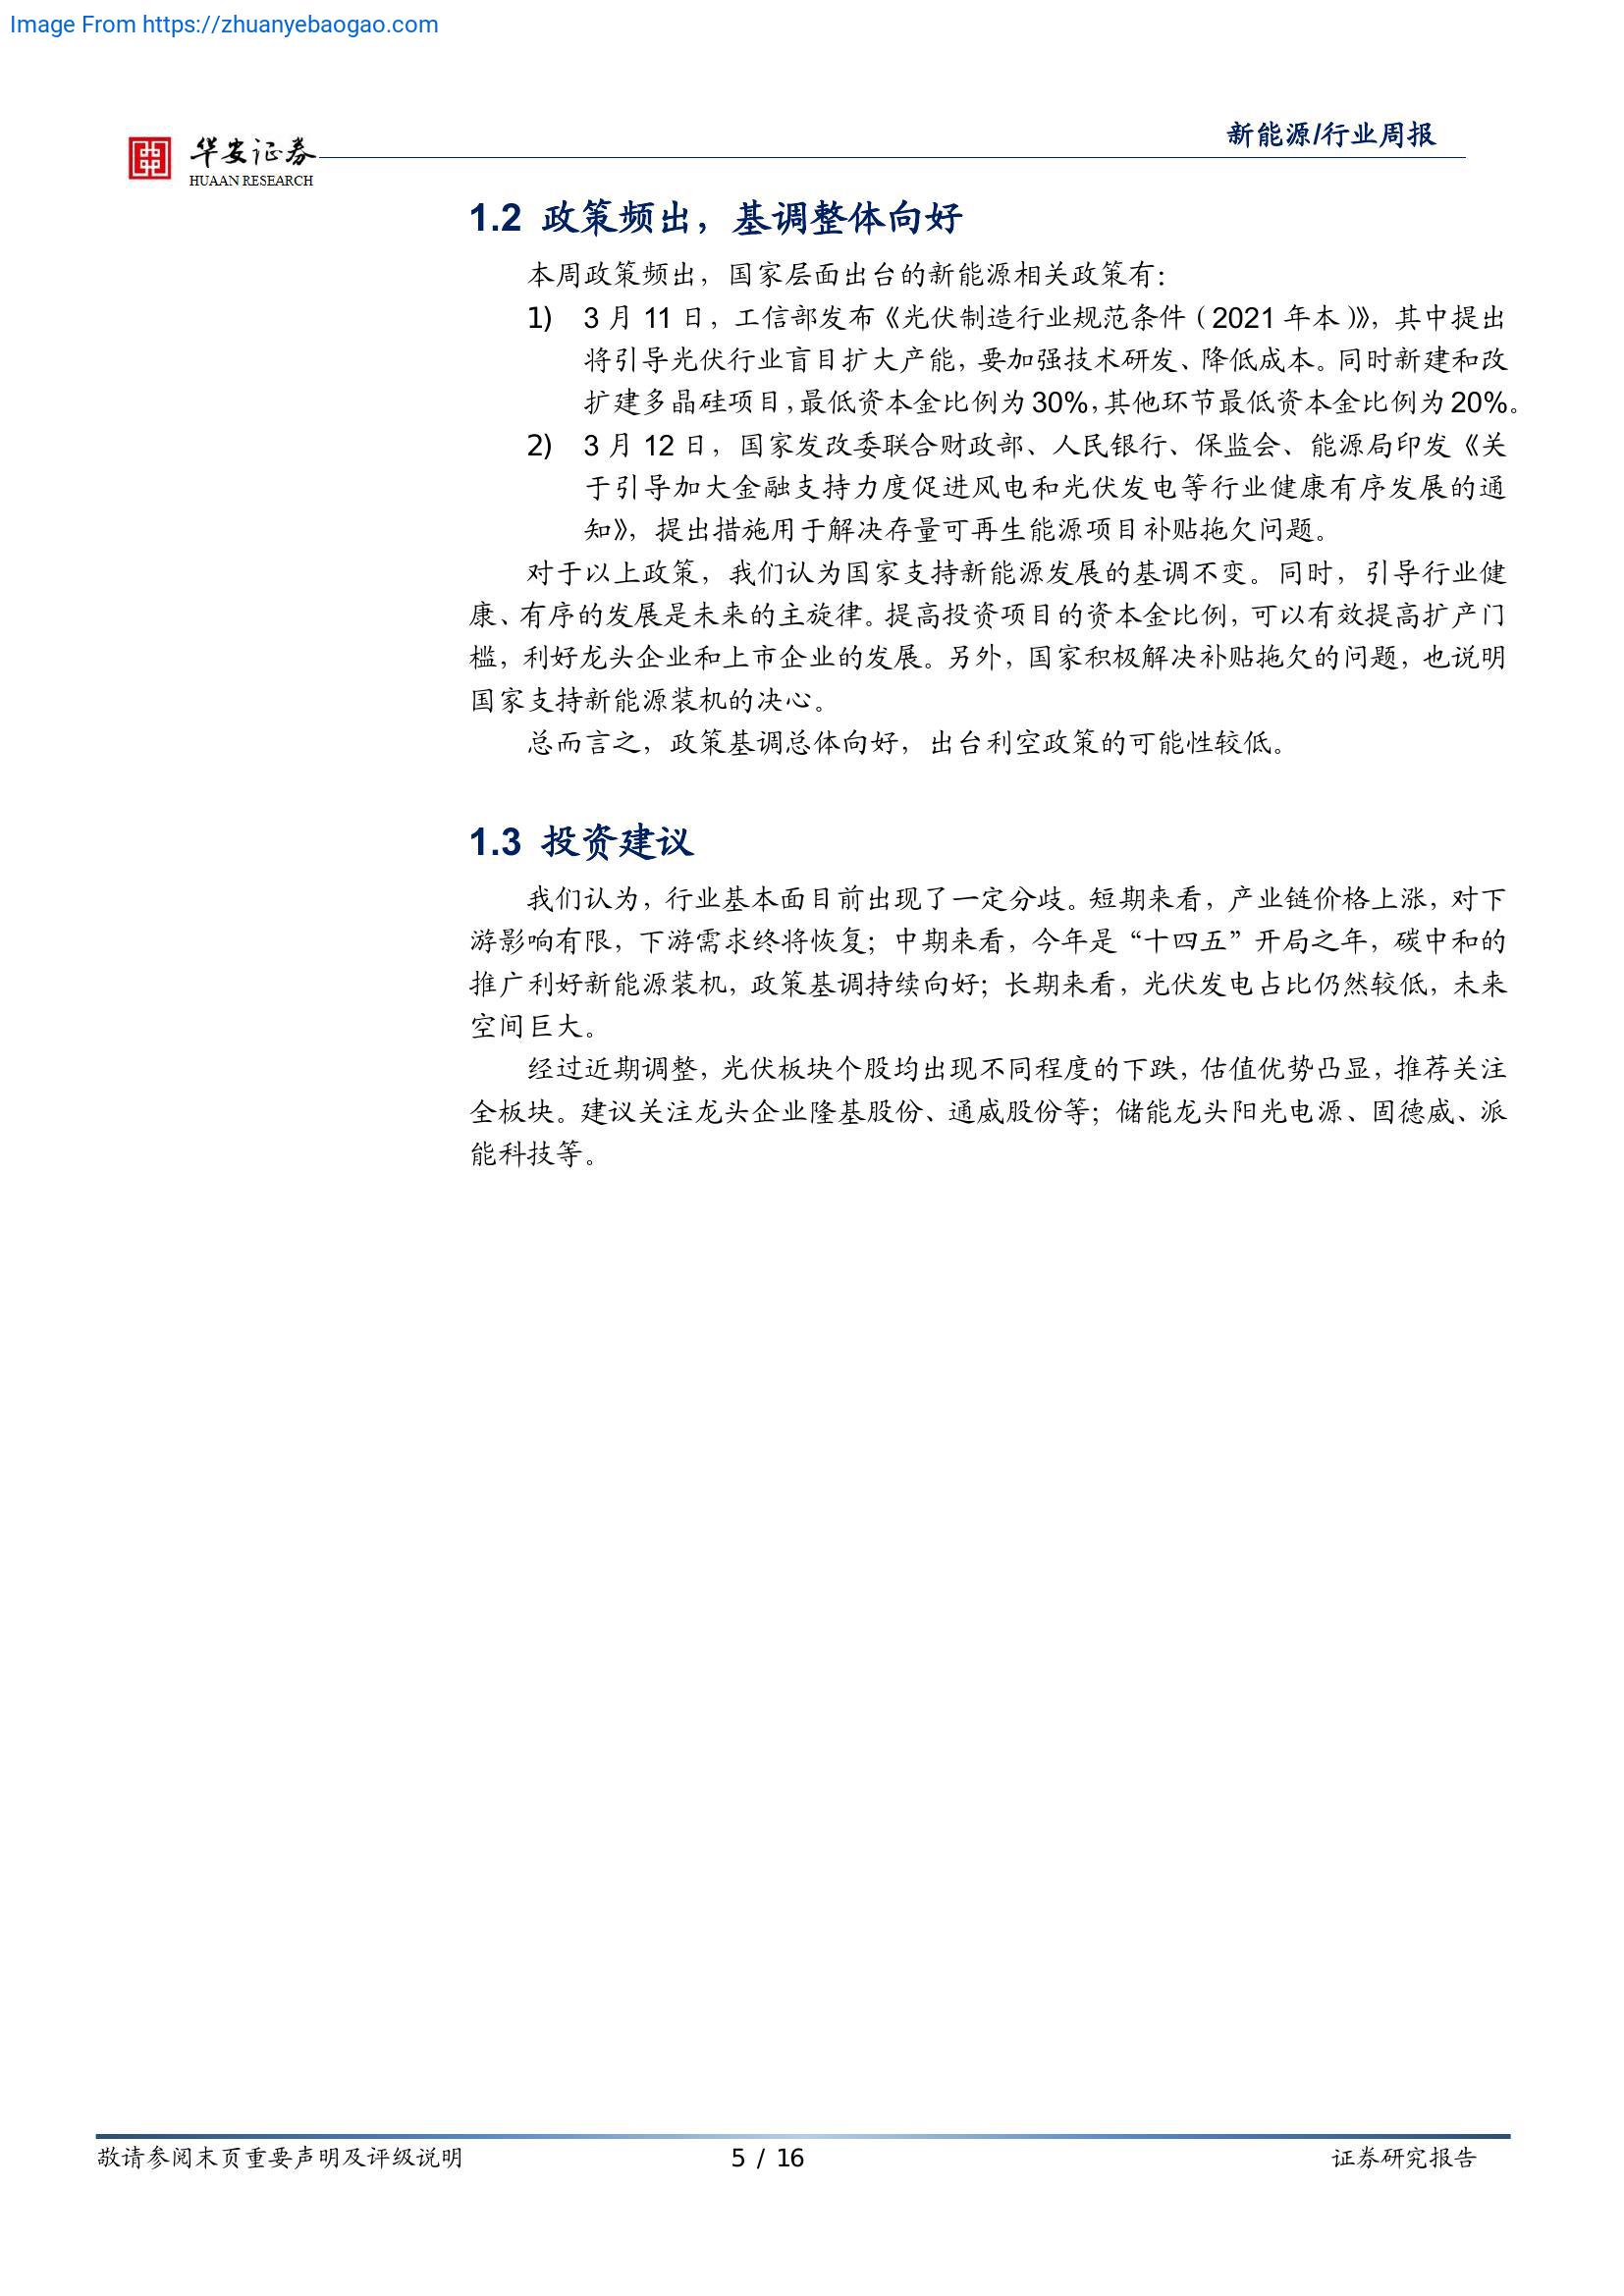 Image From https://zhuanyebaogao.com
华安证券
HUAAN RESEARCH
新能源/行业周报
1.2 政策频出，基调整体向好
本周政策频出，国家层面出台的新能源相关政策有：
1) 3 月 11 日，工信部发布《光伏制造行业规范条件（2021 年本）》，其中提出
将引导光伏行业盲目扩大产能，要加强技术研发、降低成本。同时新建和改
扩建多晶硅项目，最低资本金比例为 30%，其他环节最低资本金比例为 20%。
2) 3 月 12 日，国家发改委联合财政部、人民银行、保监会、能源局印发《关
于引导加大金融支持力度促进风电和光伏发电等行业健康有序发展的通
知》，提出措施用于解决存量可再生能源项目补贴拖欠问题。
对于以上政策，我们认为国家支持新能源发展的基调不变。同时，引导行业健
康、有序的发展是未来的主旋律。提高投资项目的资本金比例，可以有效提高扩产门
槛，利好龙头企业和上市企业的发展。另外，国家积极解决补贴拖欠的问题，也说明
国家支持新能源装机的决心。
总而言之，政策基调总体向好，出台利空政策的可能性较低。
1.3 投资建议
我们认为，行业基本面目前出现了一定分歧。短期来看，产业链价格上涨，对下
游影响有限，下游需求终将恢复；中期来看，今年是“十四五”开局之年，碳中和的
推广利好新能源装机，政策基调持续向好；长期来看，光伏发电占比仍然较低，未来
空间巨大。
经过近期调整，光伏板块个股均出现不同程度的下跌，估值优势凸显，推荐关注
全板块。建议关注龙头企业隆基股份、通威股份等；储能龙头阳光电源、固德威、派
能科技等。
敬请参阅末页重要声明及评级说明
5 / 16
证券研究报告